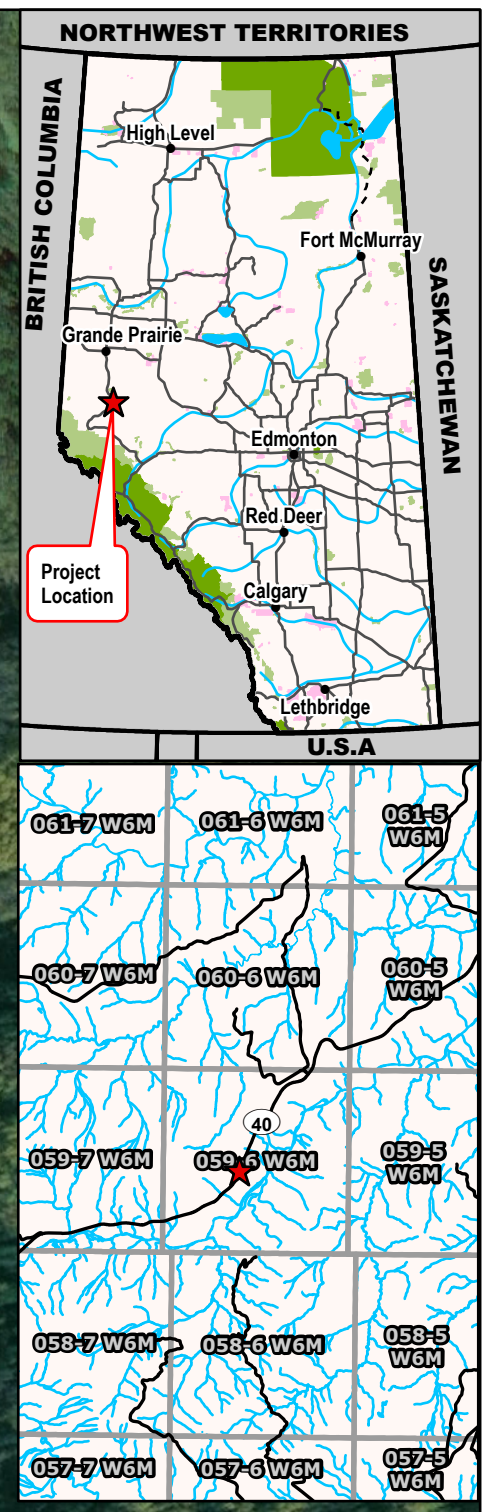 NORTHWEST TERRITORIES
BRITISH COLUMBIA
High Level
Fort McMurray
SASKATCHEWAN
Grande Prairie
Edmonton
Red Deer
Project
Location
Calgary
Lethbridge
U.S.A
061-7 W6M
061-6 W6M
061-5
W6M
060-7 W6M
060-6 W6M
060-5
W6M
40
059-7 W6M
059-6 W6M
059-5
W6M
058-7 W6M
058-6 W6M
058-5
W6M
057-7 W6M
057-6 W6M
057-5
W6M